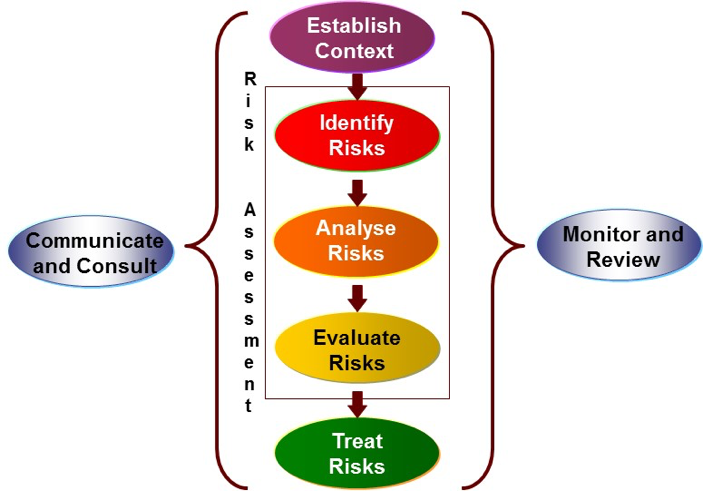 Establish
Context
Risk
Assessment
Identify
Risks
Analyse
Risks
Evaluate
Risks
Treat
Risks
Communicate
and Consult
Monitor and
Review